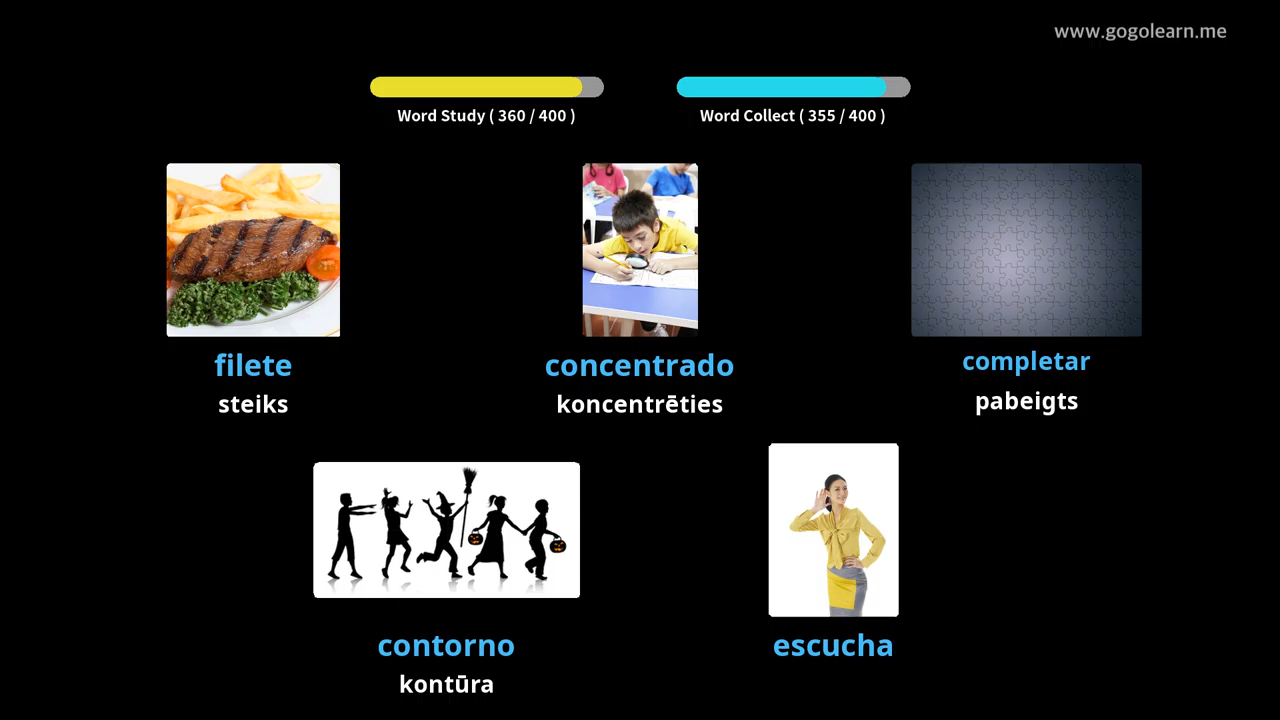 www.gogolearn.me
Word Study ( 360 / 400 )
Word Collect ( 355 / 400 )
filete
steiks
concentrado
koncentrēties
completar
pabeigts
contorno
kontūra
escucha